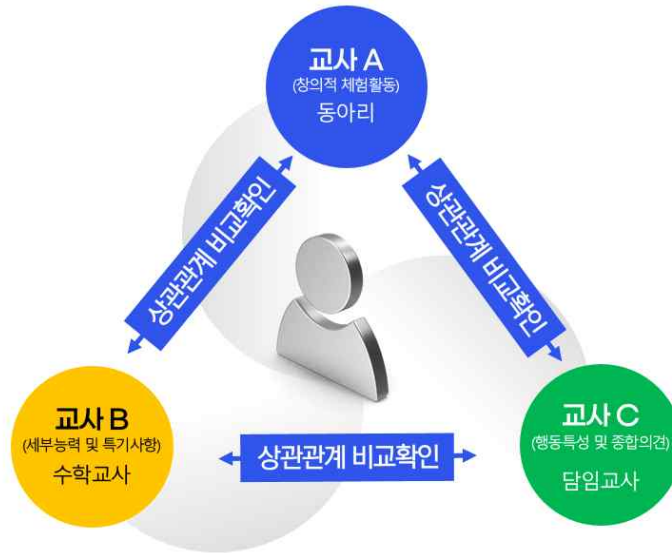 교사 A
(창의적 체험활동)
동아리
상관관계 비교확인
상관관계 비교확인
교사 B
(세부능력 및 특기사항)
수학교사
상관관계 비교확인
교사 C
(행동특성 및 종합의견)
담임교사